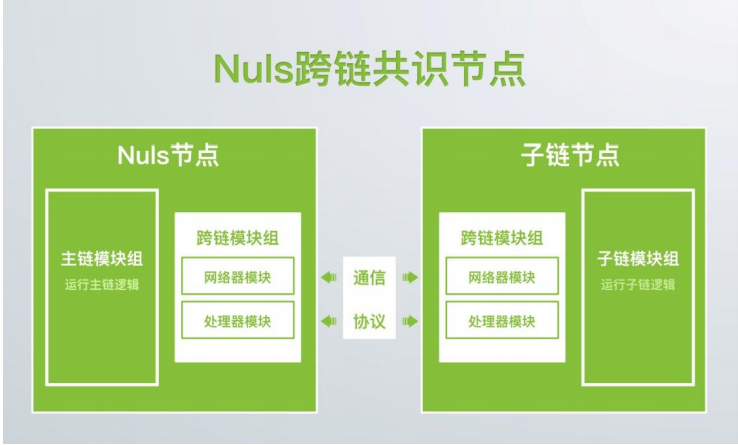 Nuls跨链共识节点
Nuls节点
主链模块组
运行主链逻辑
跨链模块组
网络器模块
处理器模块
通信
协议
子链节点
跨链模块组
网络器模块
处理器模块
子链模块组
运行子链逻辑